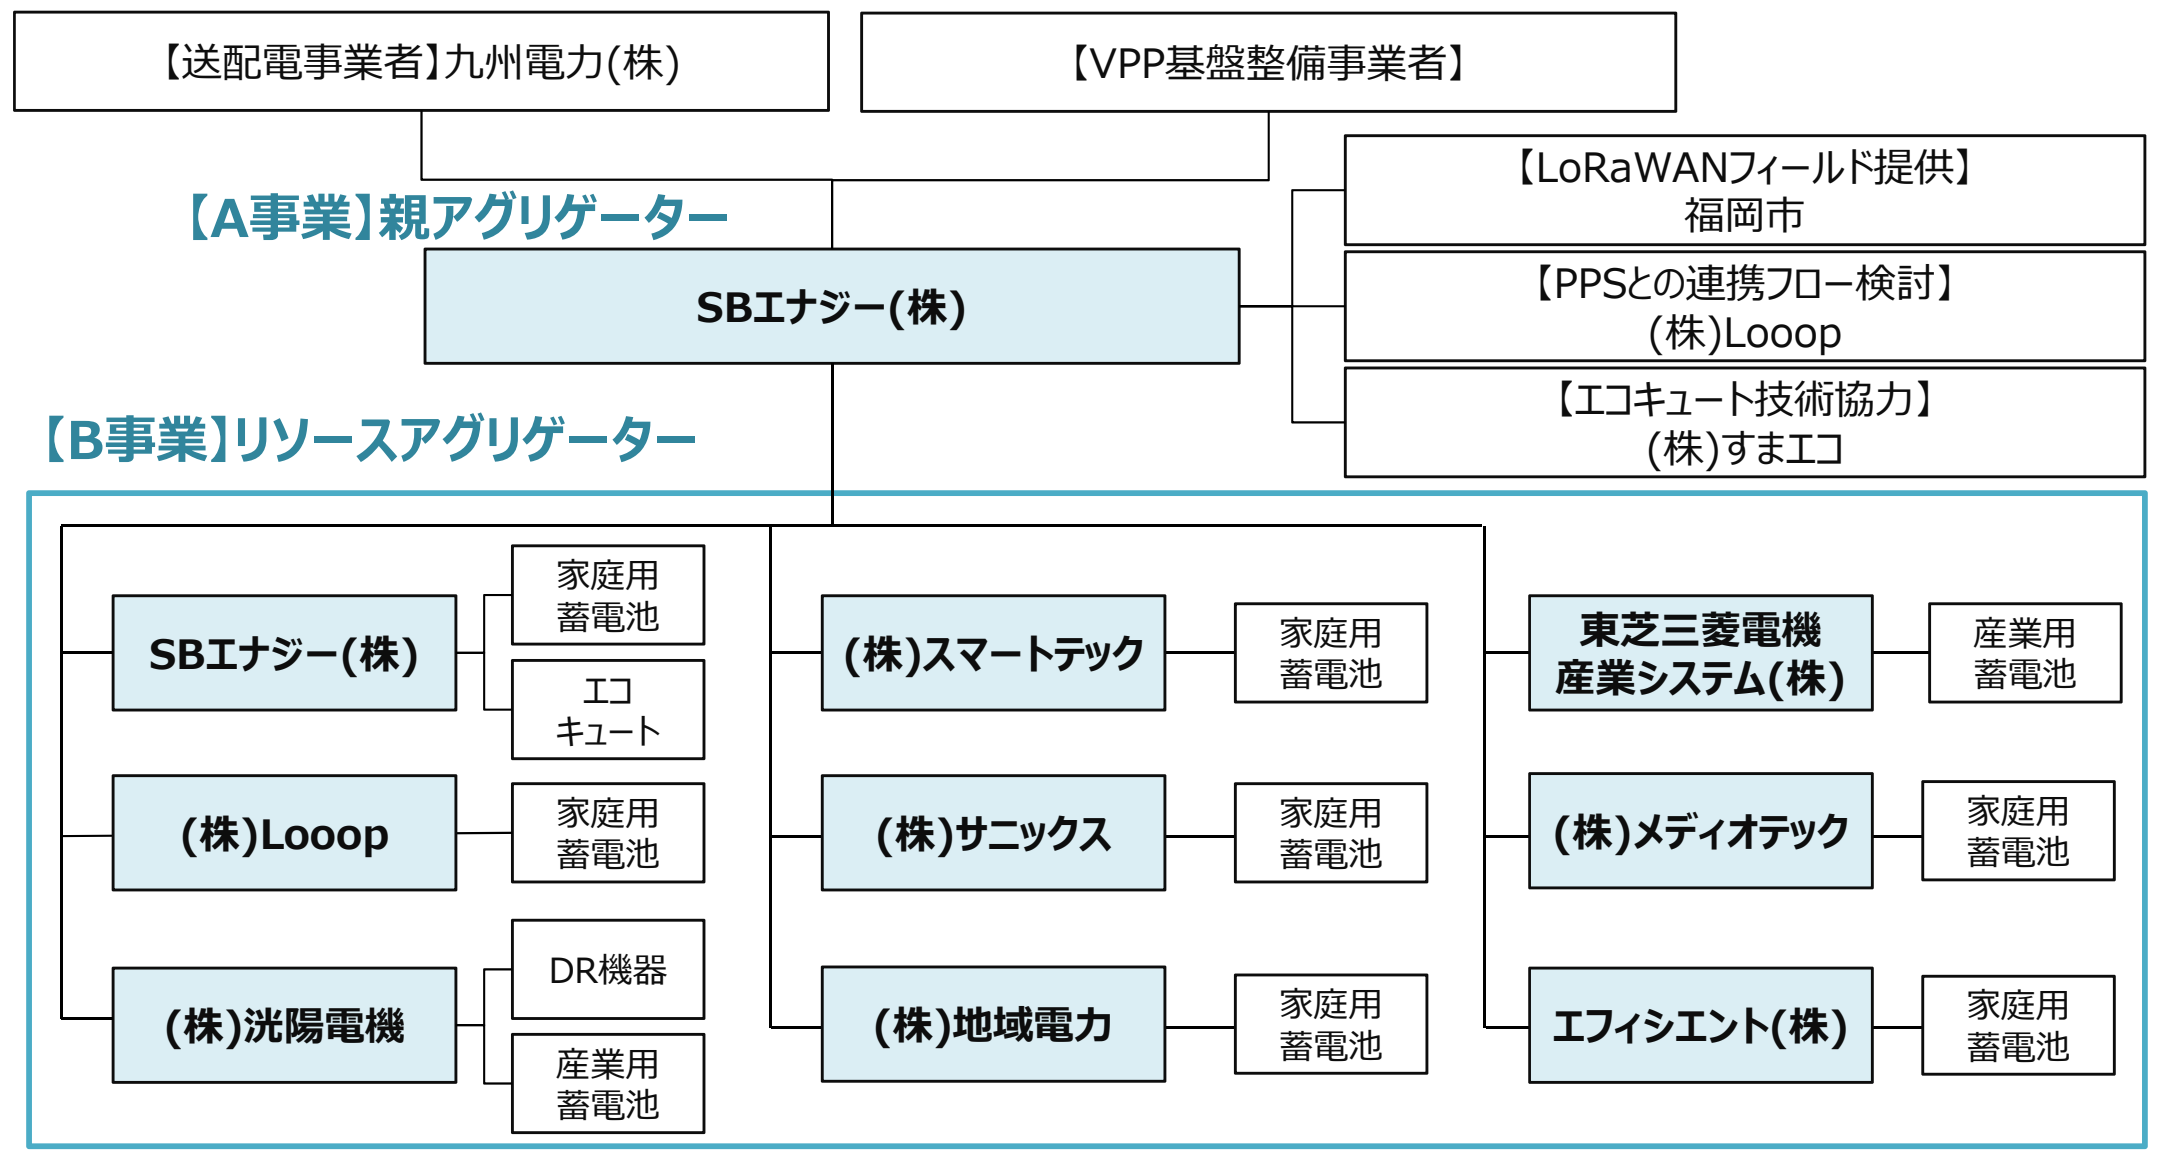 【送配電事業者】九州電力(株)
【VPP基盤整備事業者】
【LoRaWANフィールド提供】
福岡市
【A事業】親アグリゲーター
SBエナジー(株)
【PPSとの連携フロー検討】
(株)Looop
【エコキュート技術協力】
(株)すまエコ
【B事業】リソースアグリゲーター
SBエナジー(株)
家庭用
蓄電池
エコ
キュート
(株)Looop
家庭用
蓄電池
(株)洸陽電機
DR機器
産業用
蓄電池
(株)スマートテック
家庭用
蓄電池
(株)サニックス
家庭用
蓄電池
(株)地域電力
家庭用
蓄電池
東芝三菱電機
産業システム(株)
産業用
蓄電池
(株)メディオテック
家庭用
蓄電池
エフィシエント(株)
家庭用
蓄電池